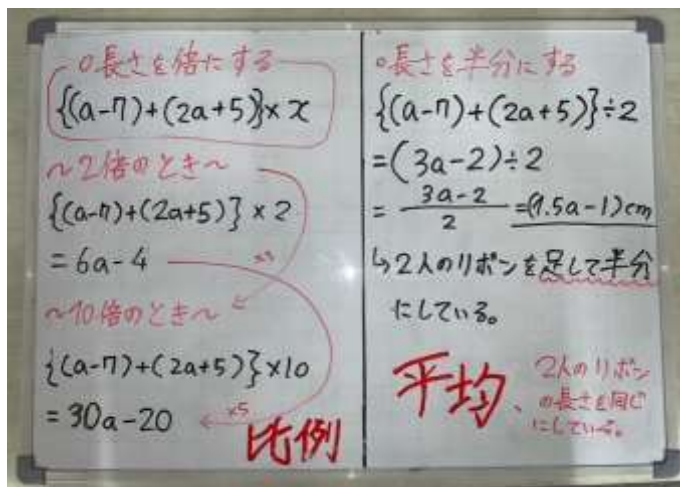 ○長さを倍にする
{(a-7)+(2a+5)}×x
～2倍のとき～
{(a-7)+(2a+5)}×2
=6a-4
～10倍のとき～
{(a-7)+(2a+5)}×10
=30a-20
×5
比例
○長さを半分にする
{(a-7)+(2a+5)}÷2
=(3a-2)÷2
= 3a-2
2
=(1.5a-1)cm
↳2人のリボンを足して半分
にしている。
平均、
2人のリボン
の長さを同じ
にしている。